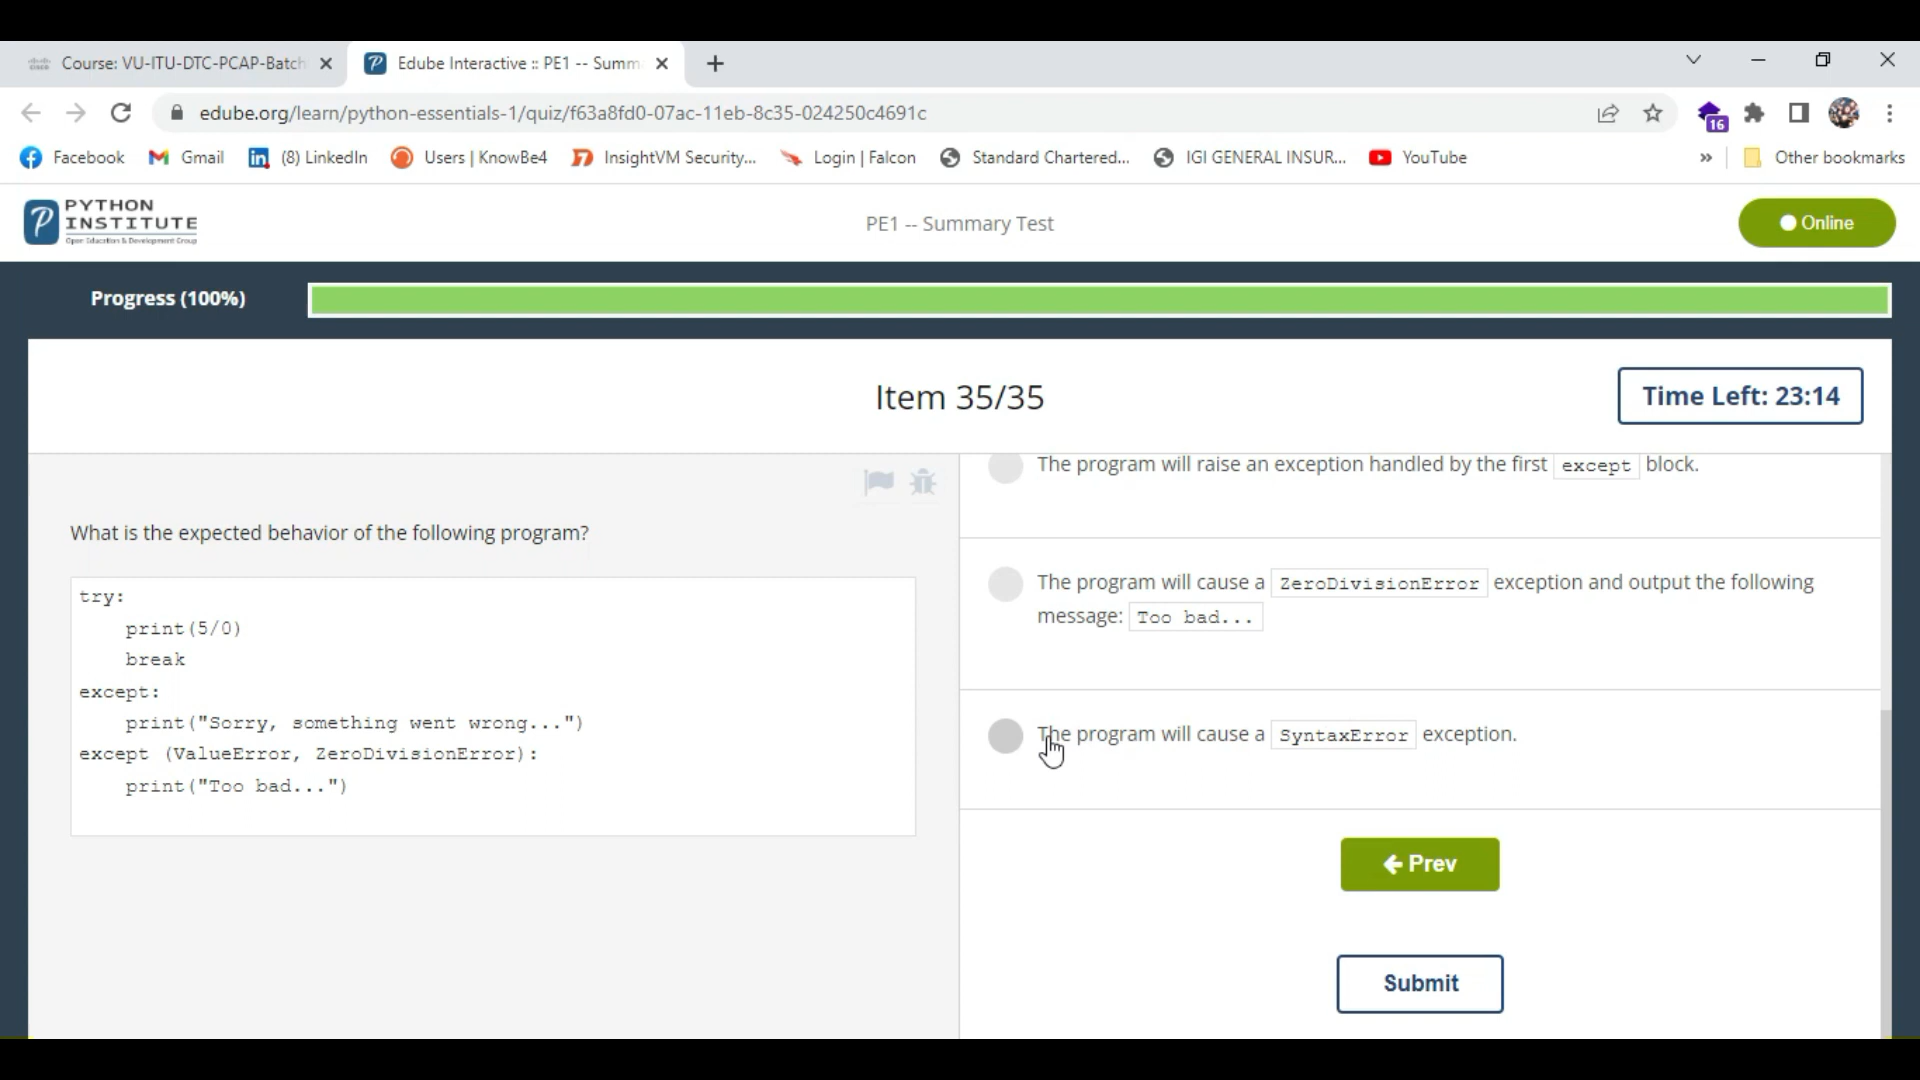 Course: VU-ITU-DTC-PCAP-Batch
Edube Interactive :: PE1 -- Summ
edube.org/learn/python-essentials-1/quiz/f63a8fd0-07ac-11eb-8c35-024250c4691c
16
Facebook
Gmail
(8) LinkedIn
Users | KnowBe4
InsightVM Security...
Login | Falcon
Standard Chartered...
IGI GENERAL INSUR...
YouTube
»
Other bookmarks
PYTHON
INSTITUTE
Open Education & Development Group
PE1 -- Summary Test
Online
Progress (100%)
Item 35/35
Time Left: 23:14
What is the expected behavior of the following program?
try:
    print(5/0)
    break
except:
    print("Sorry, something went wrong...")
except (ValueError, ZeroDivisionError):
    print("Too bad...")
The program will raise an exception handled by the first except block.
The program will cause a ZeroDivisionError exception and output the following
message: Too bad...
The program will cause a SyntaxError exception.
Prev
Submit